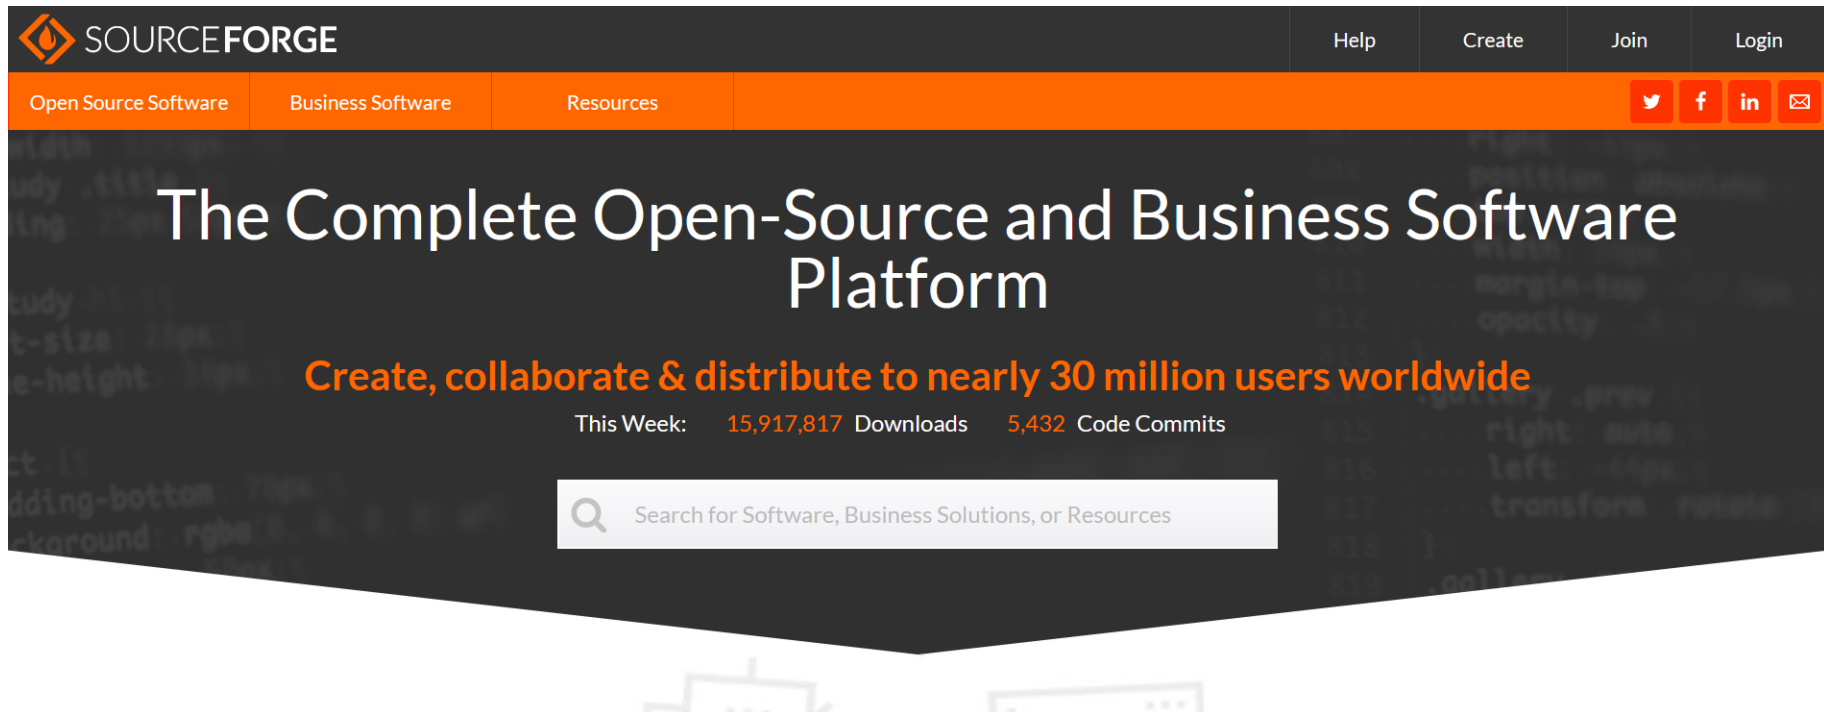 SOURCEFORGE
Help Create Join Login
Open Source Software Business Software Resources
The Complete Open-Source and Business Software
Platform
Create, collaborate & distribute to nearly 30 million users worldwide
This Week: 15,917,817 Downloads 5,432 Code Commits
Search for Software, Business Solutions, or Resources